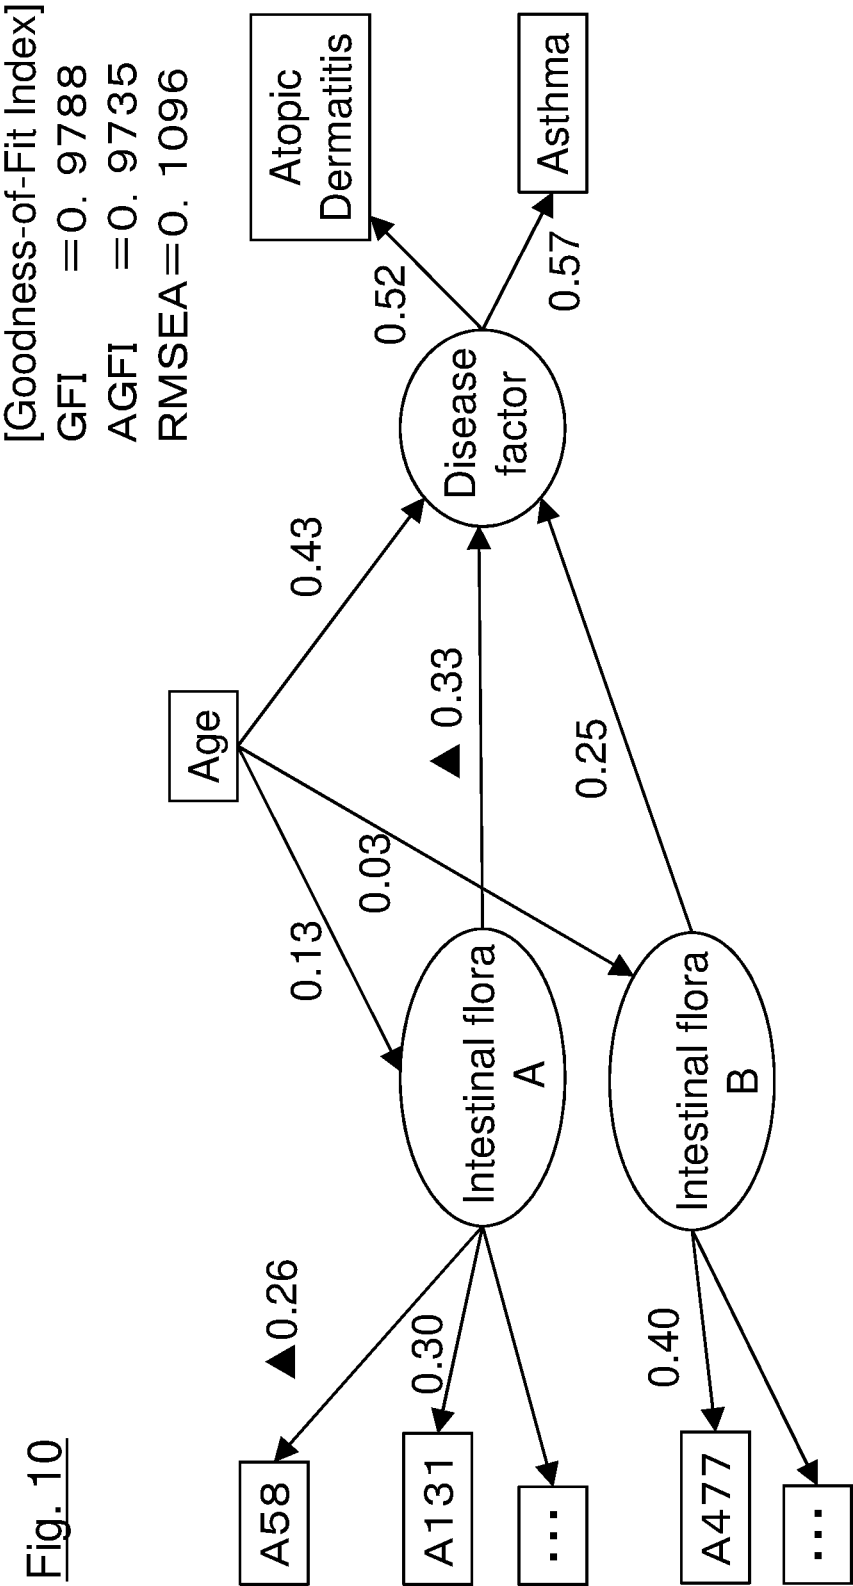 Fig. 10
[Goodness-of-Fit Index]
GFI =0. 9788
AGFI =0. 9735
RMSEA=0. 1096
Age
0.13
0.03
0.43
A58
▲0.26
A131
0.30
...
Intestinal flora
A
▲ 0.33
Disease
factor
0.52
Atopic
Dermatitis
0.57
Asthma
A477
0.40
...
Intestinal flora
B
0.25